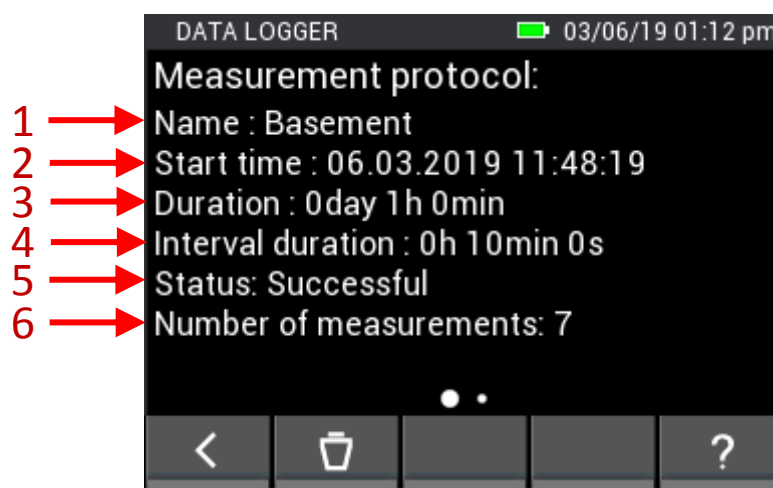 DATA LOGGER 03/06/19 01:12 pm
Measurement protocol:
1 Name : Basement
2 Start time : 06.03.2019 11:48:19
3 Duration : 0day 1h 0min
4 Interval duration : 0h 10min 0s
5 Status: Successful
6 Number of measurements: 7
?